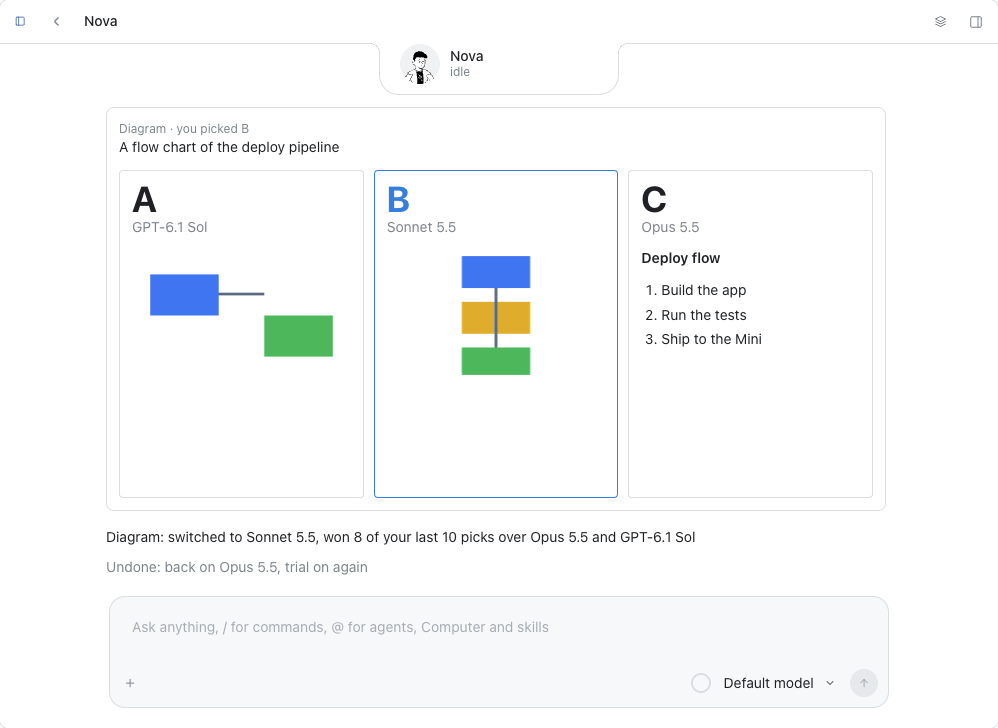 Nova
Nova
idle
Diagram · you picked B
A flow chart of the deploy pipeline
A
GPT-6.1 Sol
B
Sonnet 5.5
C
Opus 5.5
Deploy flow
1. Build the app
2. Run the tests
3. Ship to the Mini
Diagram: switched to Sonnet 5.5, won 8 of your last 10 picks over Opus 5.5 and GPT-6.1 Sol
Undone: back on Opus 5.5, trial on again
Ask anything, / for commands, @ for agents, Computer and skills
Default model